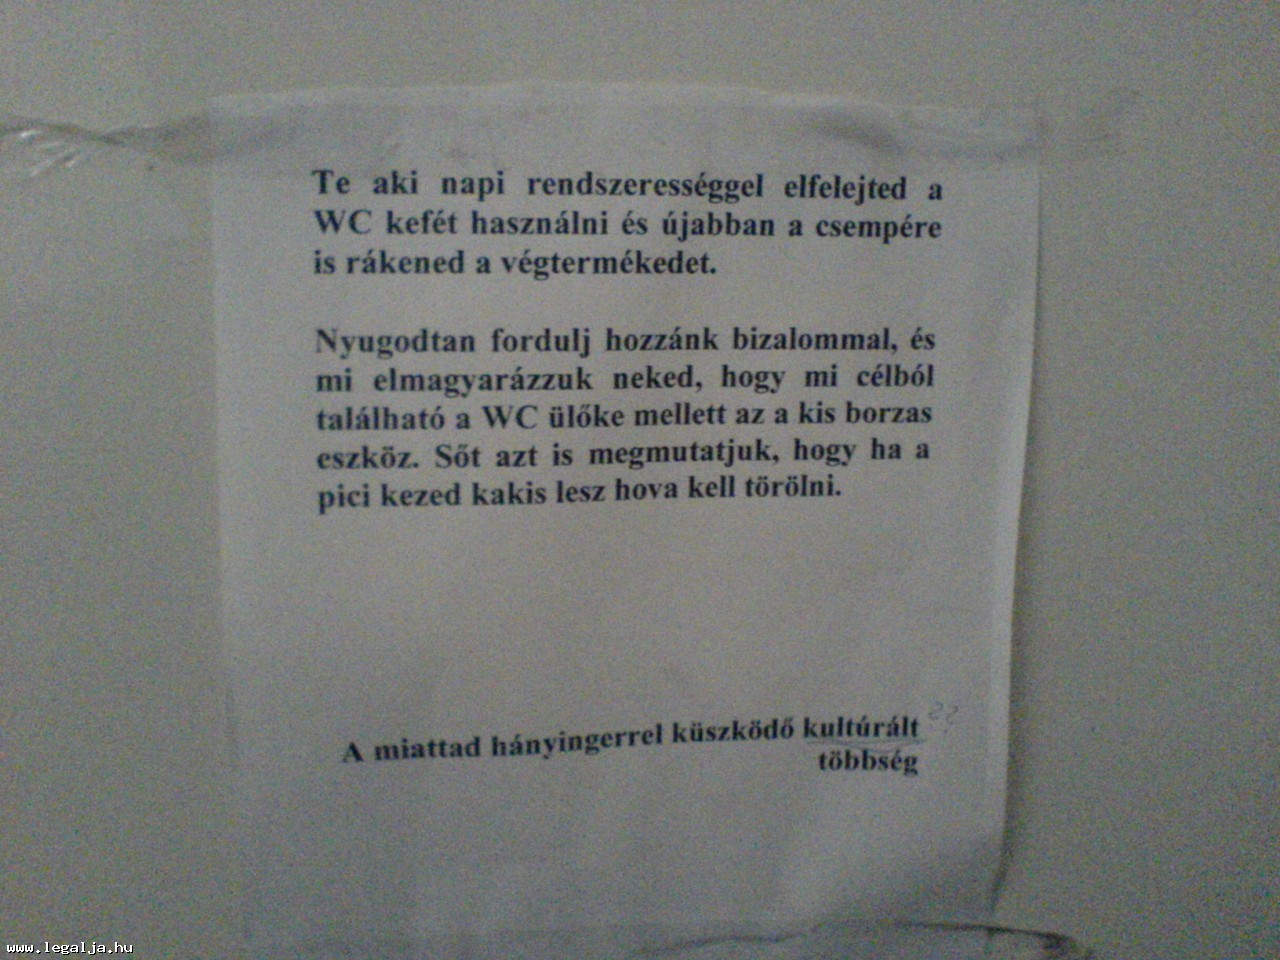 Te aki napi rendszerességgel elfelejted a
WC kefét használni és újabban a csempére
is rákened a végtermékedet.
Nyugodtan fordulj hozzánk bizalommal, és
mi elmagyarázzuk neked, hogy mi célból
található a WC ülőke mellett az a kis borzas
eszköz. Sőt azt is megmutatjuk, hogy ha a
pici kezed kakis lesz hova kell törölni.
A miattad hányingerrel küszködő kultúrált ??
többség
www.legalja.hu